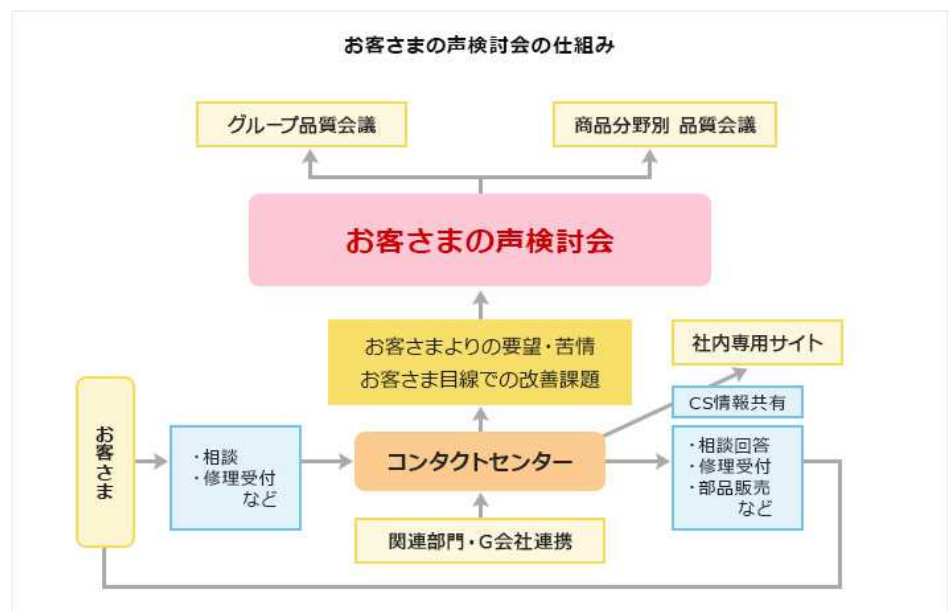 お客さまの声検討会の仕組み
グループ品質会議
商品分野別 品質会議
お客さまの声検討会
お客さまよりの要望・苦情
お客さま目線での改善課題
社内専用サイト
CS情報共有
お客さま
・相談
・修理受付
など
コンタクトセンター
・相談回答
・修理受付
・部品販売
など
関連部門・G会社連携